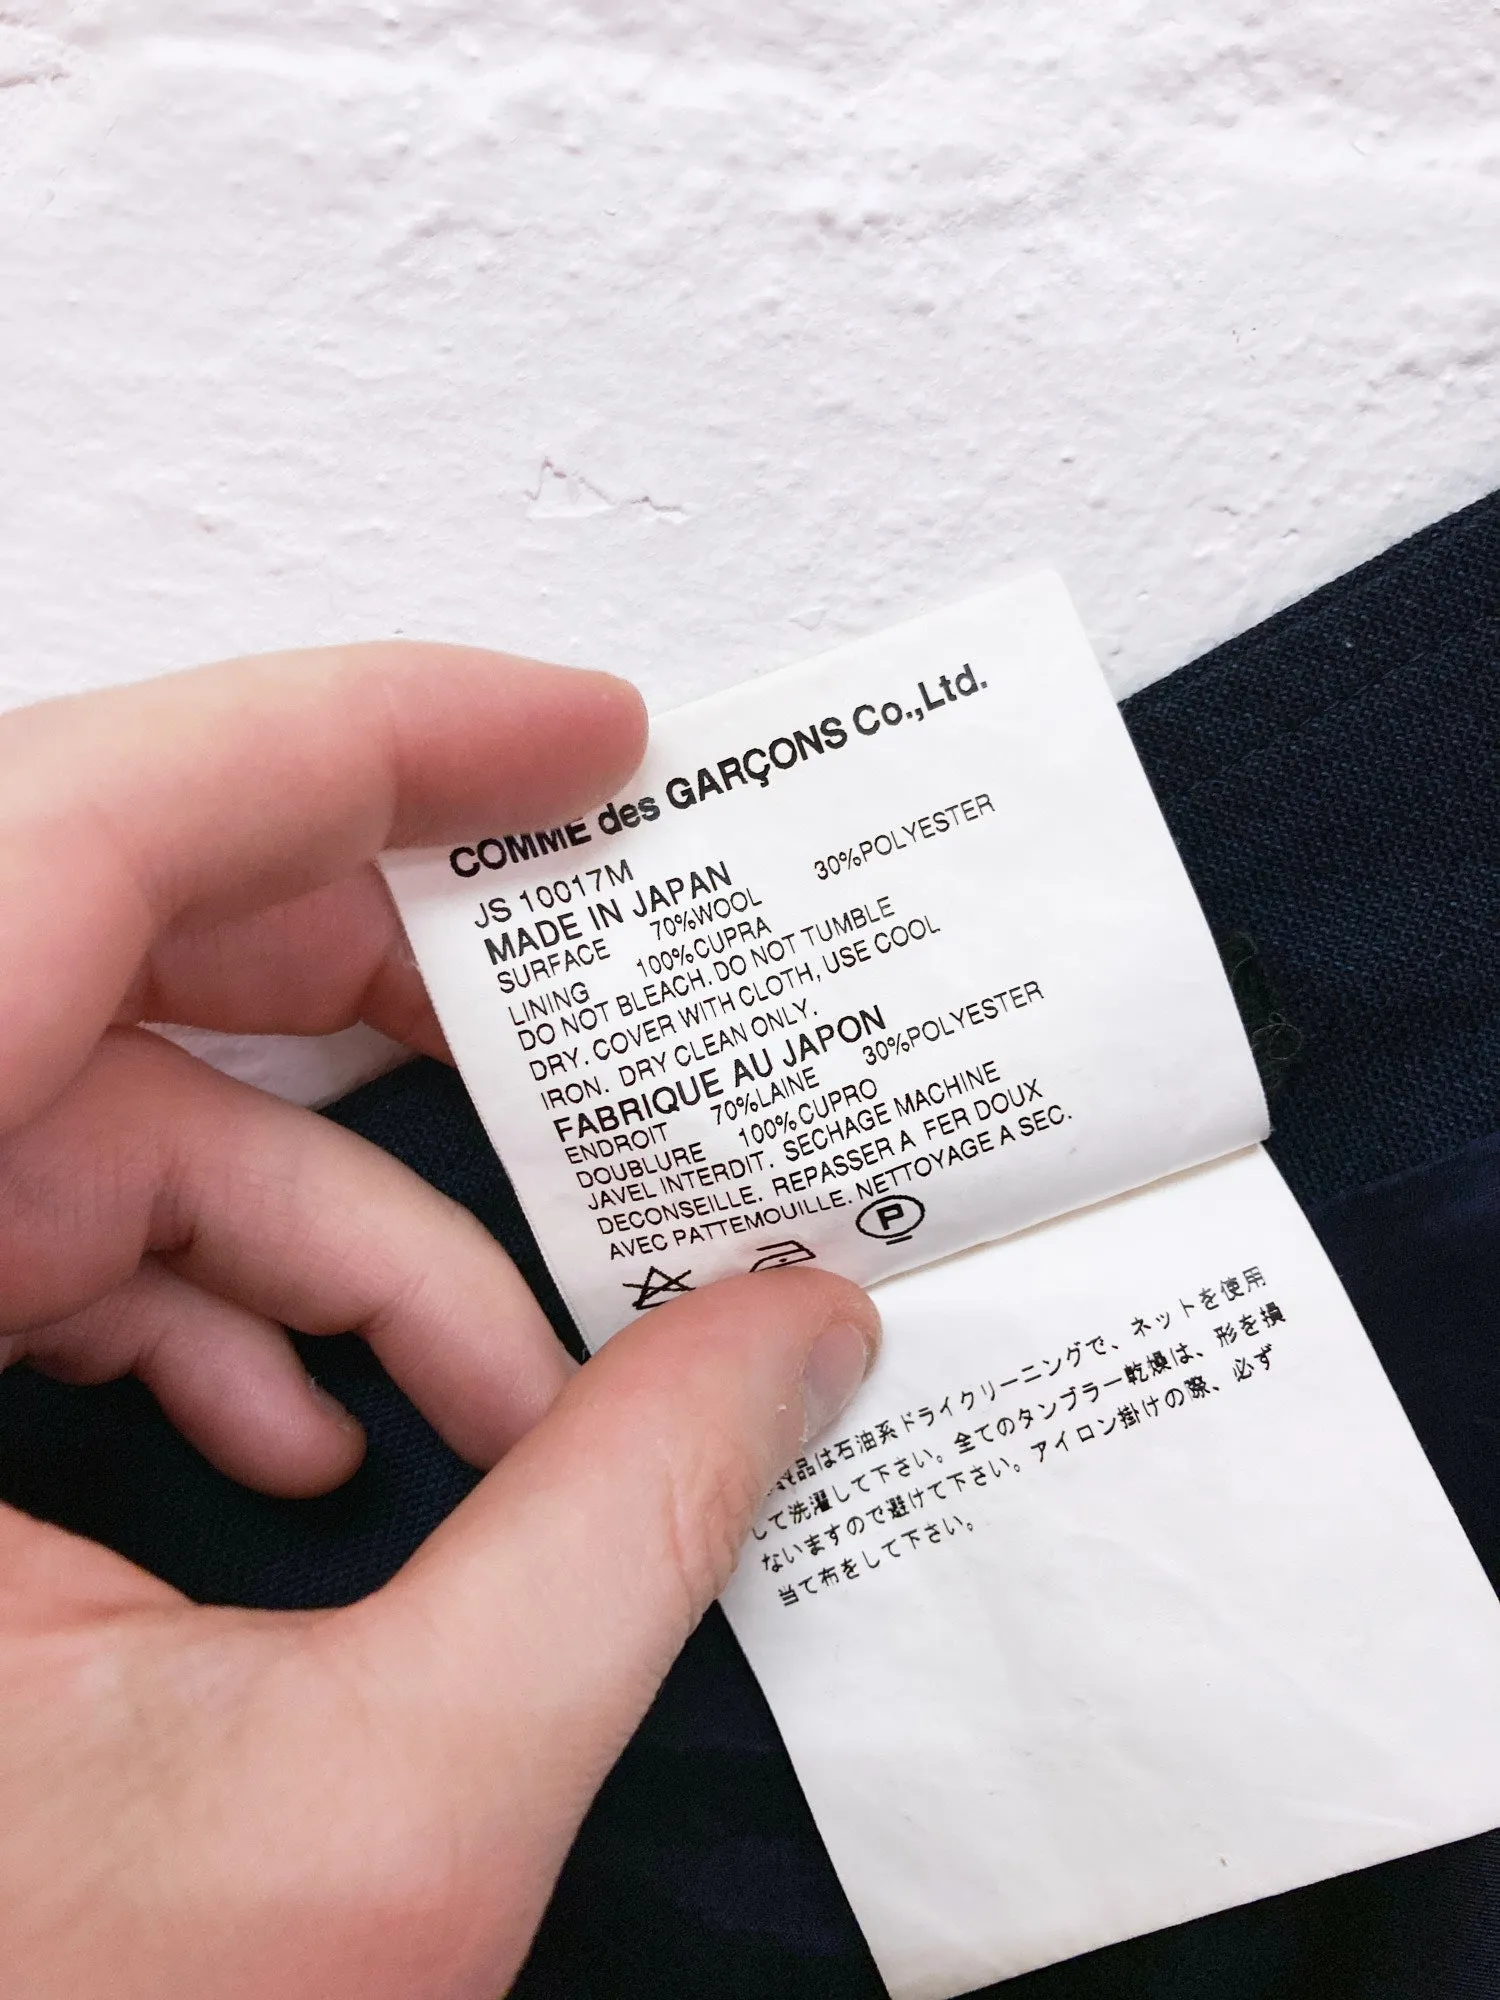 COMME des GARÇONS Co.,Ltd.
JS 10017M
MADE IN JAPAN
SURFACE 70%WOOL 30%POLYESTER
LINING 100%CUPRA
DO NOT BLEACH. DO NOT TUMBLE
DRY. COVER WITH CLOTH, USE COOL
IRON. DRY CLEAN ONLY.
FABRIQUE AU JAPON
ENDROIT 70%LAINE 30%POLYESTER
DOUBLURE 100%CUPRO
JAVEL INTERDIT. SECHAGE MACHINE
DECONSEILLE. REPASSER A FER DOUX
AVEC PATTEMOUILLE. NETTOYAGE A SEC.
P
品は石油系ドライクリーニングで、ネットを使用
して洗濯して下さい。全てのタンブラー乾燥は、形を損
ないますので避けて下さい。アイロン掛けの際、必ず
当て布をして下さい。